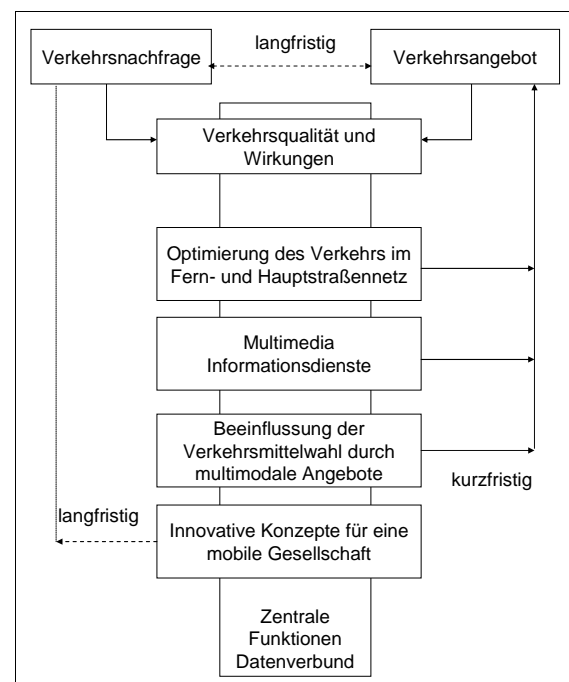 langfristig
Verkehrsnachfrage
Verkehrsangebot
Verkehrsqualität und
Wirkungen
Optimierung des Verkehrs im
Fern- und Hauptstraßennetz
Multimedia
Informationsdienste
Beeinflussung der
Verkehrsmittelwahl durch
multimodale Angebote
kurzfristig
langfristig
Innovative Konzepte für eine
mobile Gesellschaft
Zentrale
Funktionen
Datenverbund